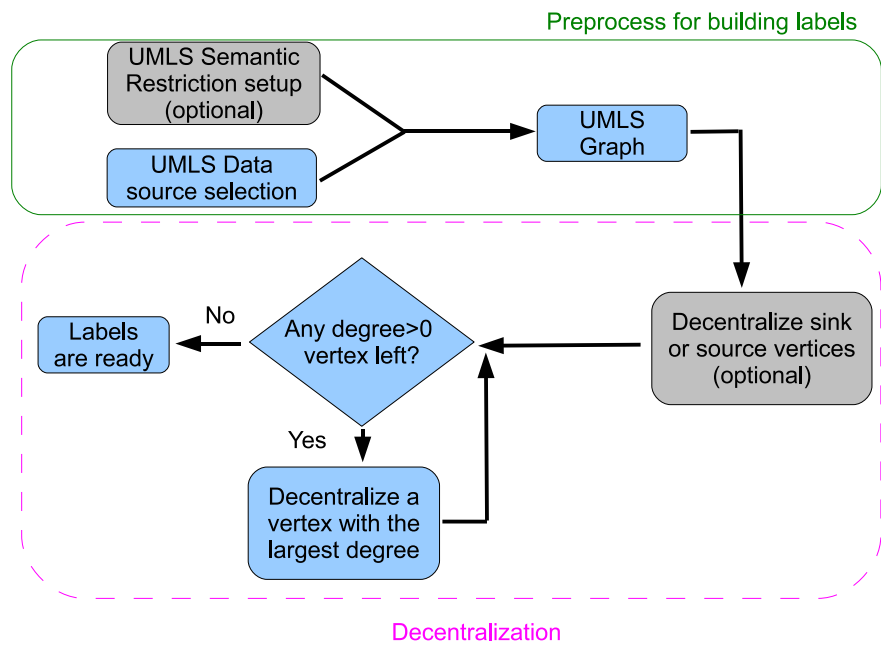 Preprocess for building labels
UMLS Semantic
Restriction setup
(optional)
UMLS Data
source selection
UMLS
Graph
Decentralize sink
or source vertices
(optional)
Any degree>0
vertex left?
No
Labels
are ready
Yes
Decentralize a
vertex with the
largest degree
Decentralization